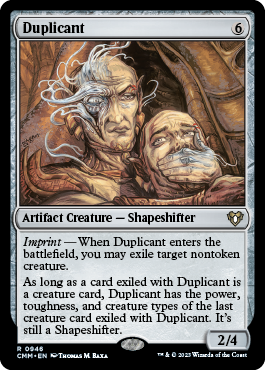 Duplicant 6
Artifact Creature — Shapeshifter
Imprint — When Duplicant enters the
battlefield, you may exile target nontoken
creature.
As long as a card exiled with Duplicant is
a creature card, Duplicant has the power,
toughness, and creature types of the last
creature card exiled with Duplicant. It's
still a Shapeshifter.
2/4
R 0946
CMM • EN Thomas M. Baxa
™ & © 2023 Wizards of the Coast